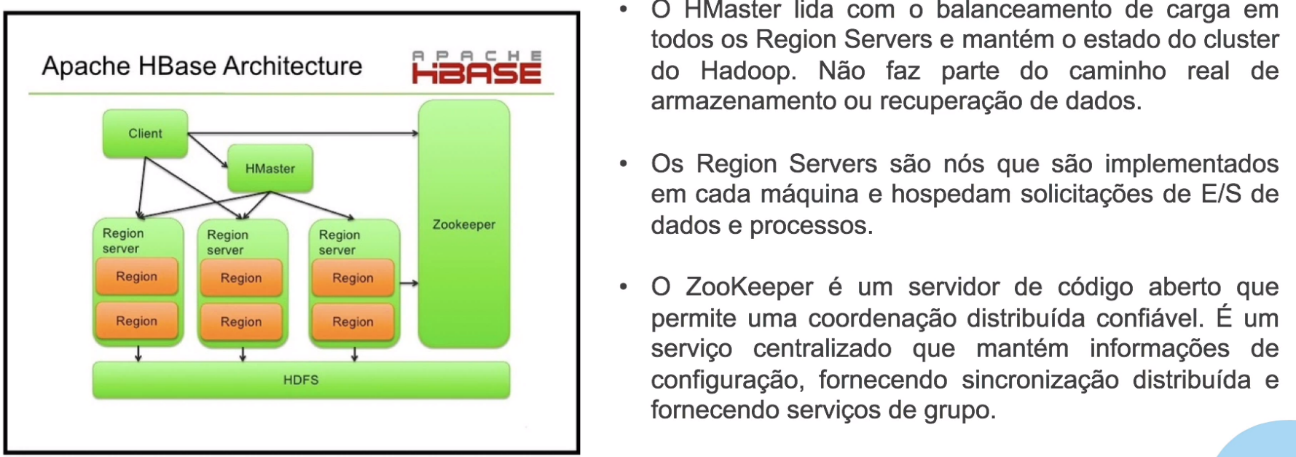 Apache HBase Architecture
APACHE
HBASE
Client
HMaster
Zookeeper
Region
server
Region
server
Region
server
Region
Region
Region
Region
Region
Region
HDFS
• O HMaster lida com o balanceamento de carga em
todos os Region Servers e mantém o estado do cluster
do Hadoop. Não faz parte do caminho real de
armazenamento ou recuperação de dados.
• Os Region Servers são nós que são implementados
em cada máquina e hospedam solicitações de E/S de
dados e processos.
• O ZooKeeper é um servidor de código aberto que
permite uma coordenação distribuída confiável. É um
serviço centralizado que mantém informações de
configuração, fornecendo sincronização distribuída e
fornecendo serviços de grupo.